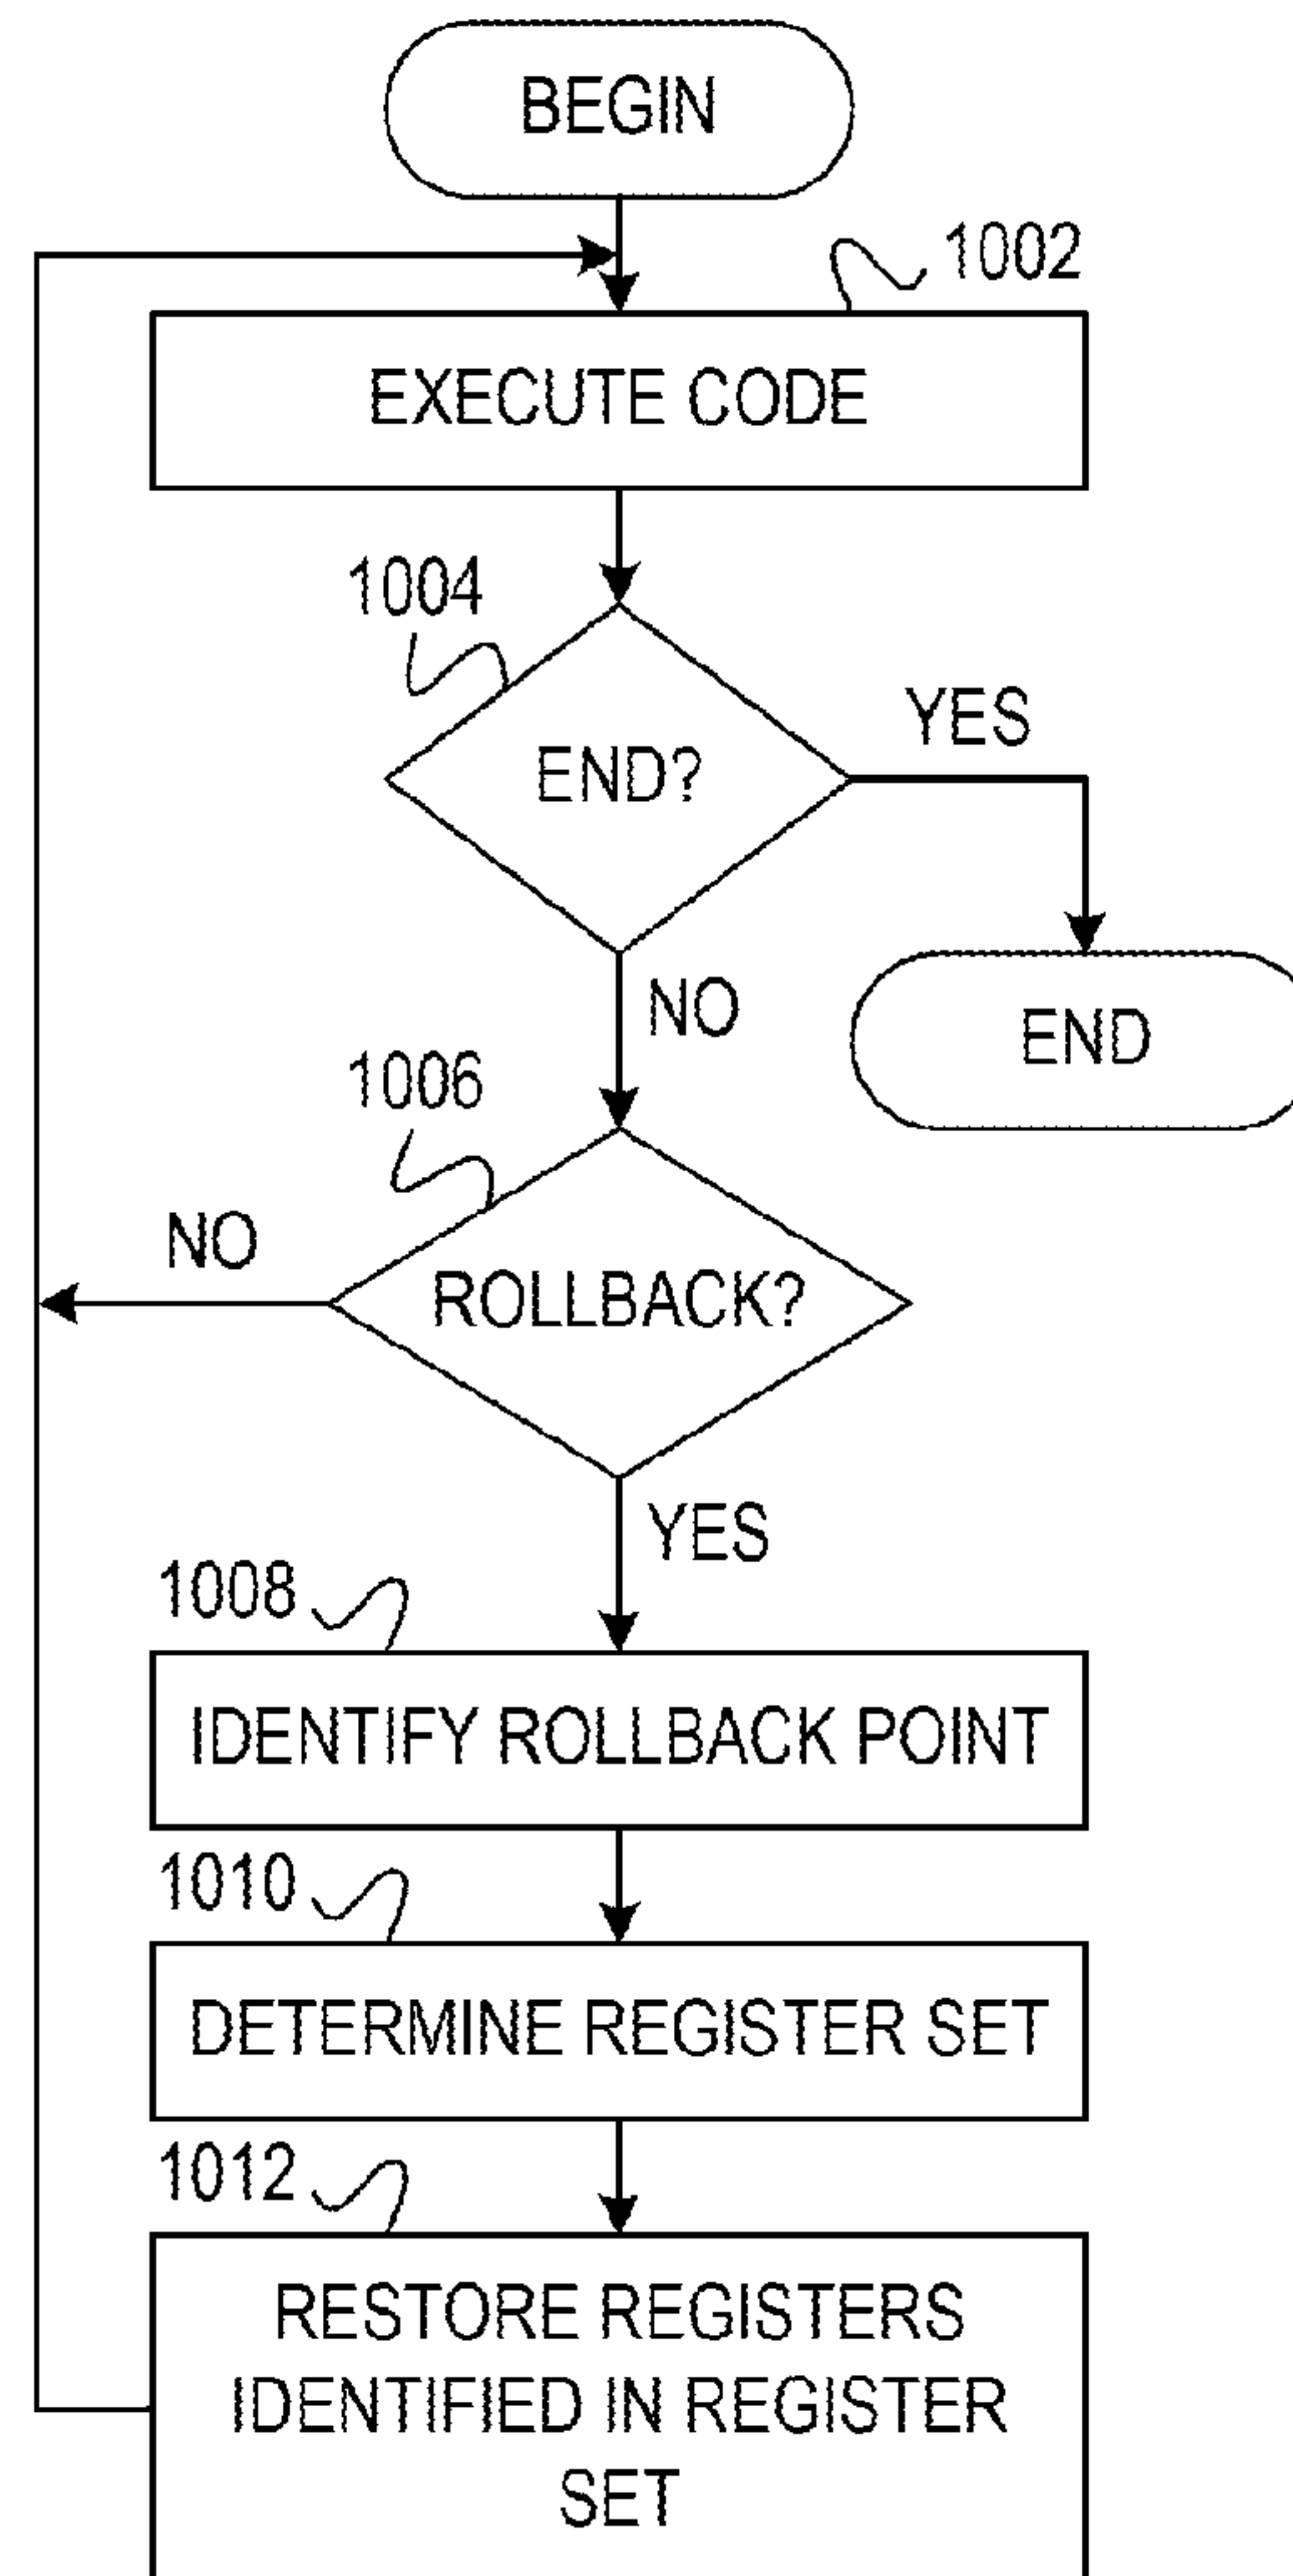 BEGIN
1002
EXECUTE CODE
1004
END?
YES
NO
END
1006
NO
ROLLBACK?
YES
1008
IDENTIFY ROLLBACK POINT
1010
DETERMINE REGISTER SET
1012
RESTORE REGISTERS
IDENTIFIED IN REGISTER
SET